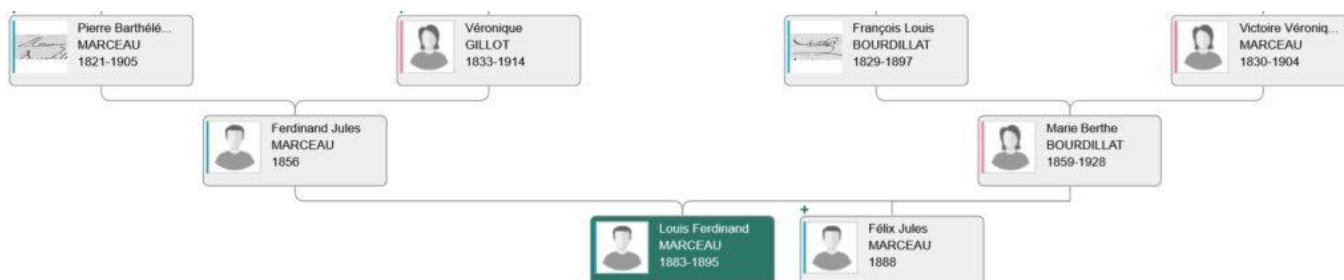 Pierre Barthélé...
MARCEAU
1821-1905
Véronique
GILLOT
1833-1914
François Louis
BOURDILLAT
1829-1897
Victoire Véroniq...
MARCEAU
1830-1904
Ferdinand Jules
MARCEAU
1856
Marie Berthe
BOURDILLAT
1859-1928
Louis Ferdinand
MARCEAU
1883-1895
Félix Jules
MARCEAU
1888